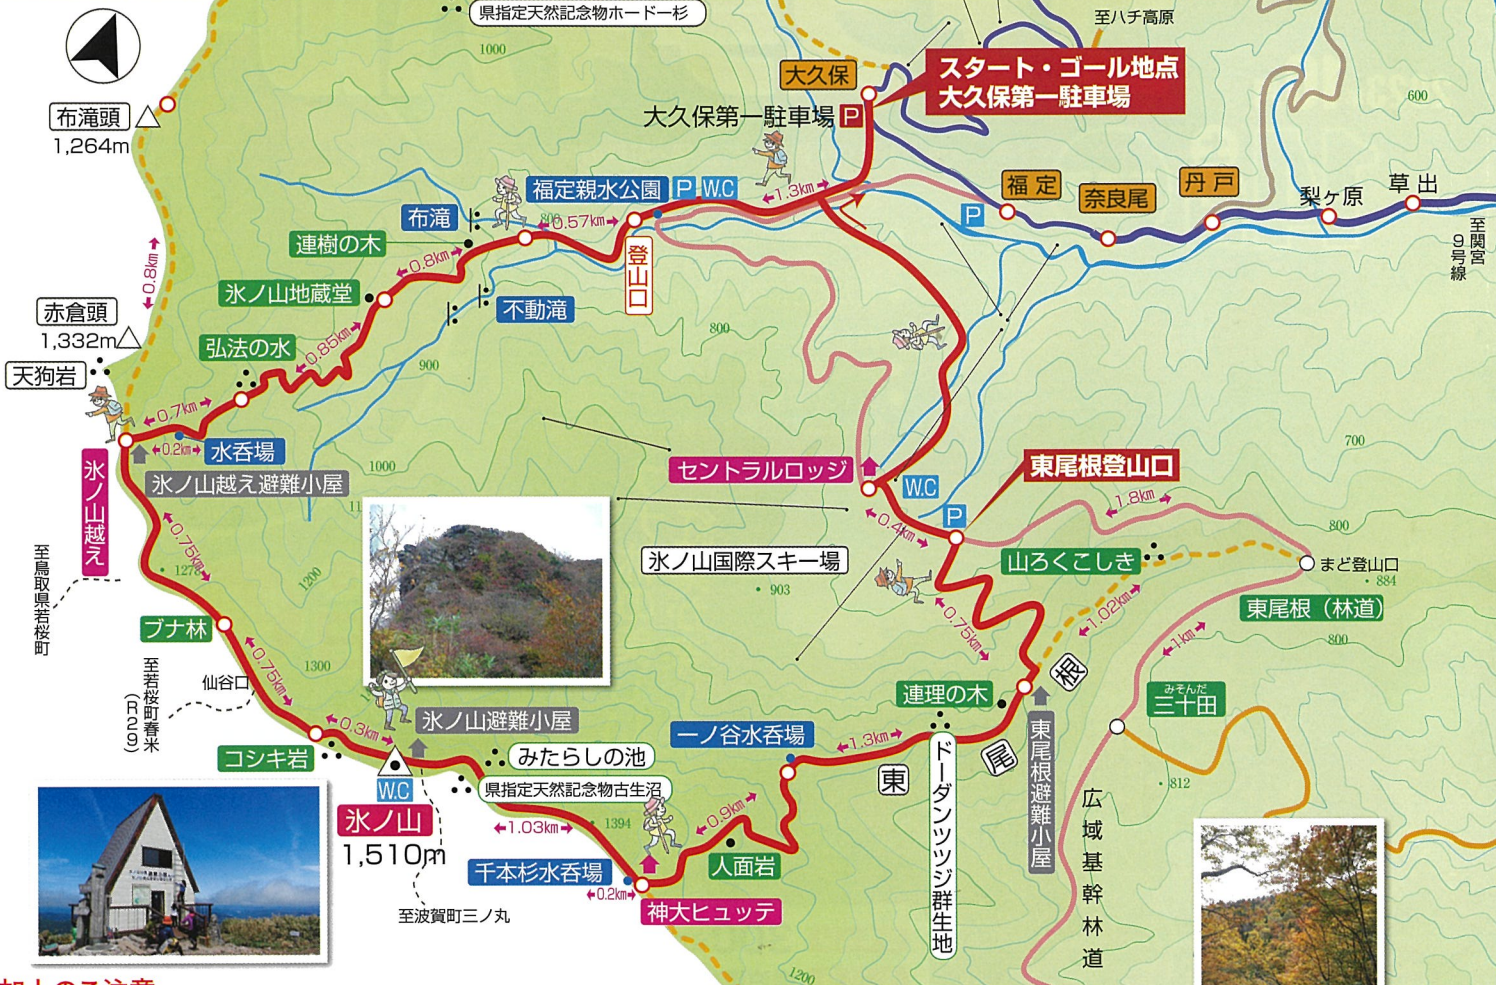 県指定天然記念物ホードー杉
至ハチ高原
1000
大久保
スタート・ゴール地点
大久保第一駐車場
600
布滝頭
1,264m
大久保第一駐車場 P
福定親水公園 P W.C
1.3km
福定
奈良尾
丹戸
梨ヶ原
草出
至関宮
9号線
P
布滝
800
0.57km
連樹の木
0.8km
登山口
0.8km
氷ノ山地蔵堂
不動滝
赤倉頭
1,332m
800
弘法の水
0.85km
900
天狗岩
0.7km
0.2km
水呑場
氷ノ山越え避難小屋
氷ノ山越え
1000
700
セントラルロッジ
W.C
東尾根登山口
0.4km
P
1.8km
800
至鳥取県若桜町
0.75km
1200
氷ノ山国際スキー場
903
山ろくこしき
まど登山口
884
東尾根（林道）
800
0.75km
1.02km
1km
ブナ林
0.75km
1300
至若桜町春米
（R29）
仙谷口
0.3km
氷ノ山避難小屋
連理の木
根
尾
東
東尾根避難小屋
みそんだ
三十田
コシキ岩
みたらしの池
一ノ谷水呑場
1.3km
ドーダンツツジ群生地
W.C
県指定天然記念物古生沼
812
広域基幹林道
氷ノ山
1,510m
1.03km
1394
0.9km
人面岩
千本杉水呑場
0.2km
神大ヒュッテ
至波賀町三ノ丸
1200